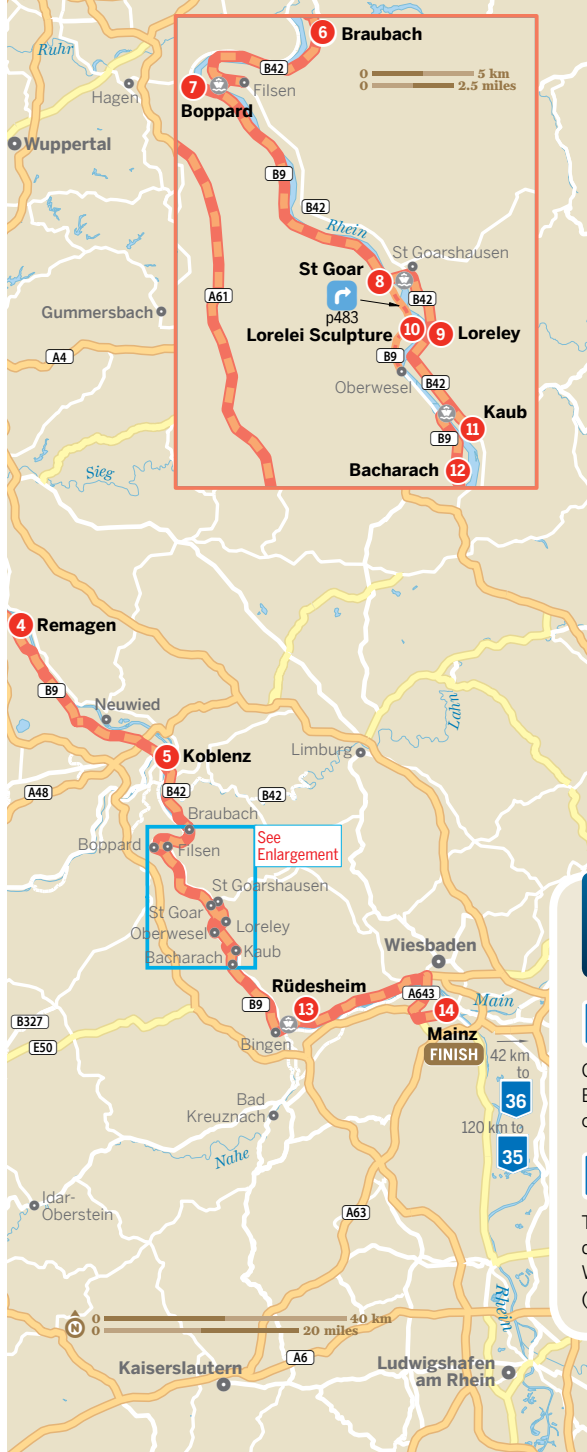 Ruhr
Hagen
Wuppertal
Gummersbach
A4
Sieg
6 Braubach
B42
0 5 km
0 2.5 miles
7
Filsen
Boppard
B9
B42
Rhein
St Goarshausen
St Goar
8
A61
B42
p483
Lorelei Sculpture 10
9 Loreley
B9
Oberwesel
B42
Kaub
11
B9
Bacharach 12
4 Remagen
B9
Neuwied
Lahn
5 Koblenz
Limburg
A48
B42
B42
Braubach
See
Enlargement
Boppard
Filsen
St Goarshausen
St Goar
Loreley
Oberwesel
Kaub
Bacharach
Wiesbaden
Rüdesheim
A643
B9
13
14
Main
Mainz
B327
Bingen
FINISH
42 km
to
E50
36
Bad
Kreuznach
120 km to
35
Nahe
Idar-
Oberstein
A63
Rhein
N
0 40 km
0 20 miles
A6
Kaiserslautern
Ludwigshafen
am Rhein